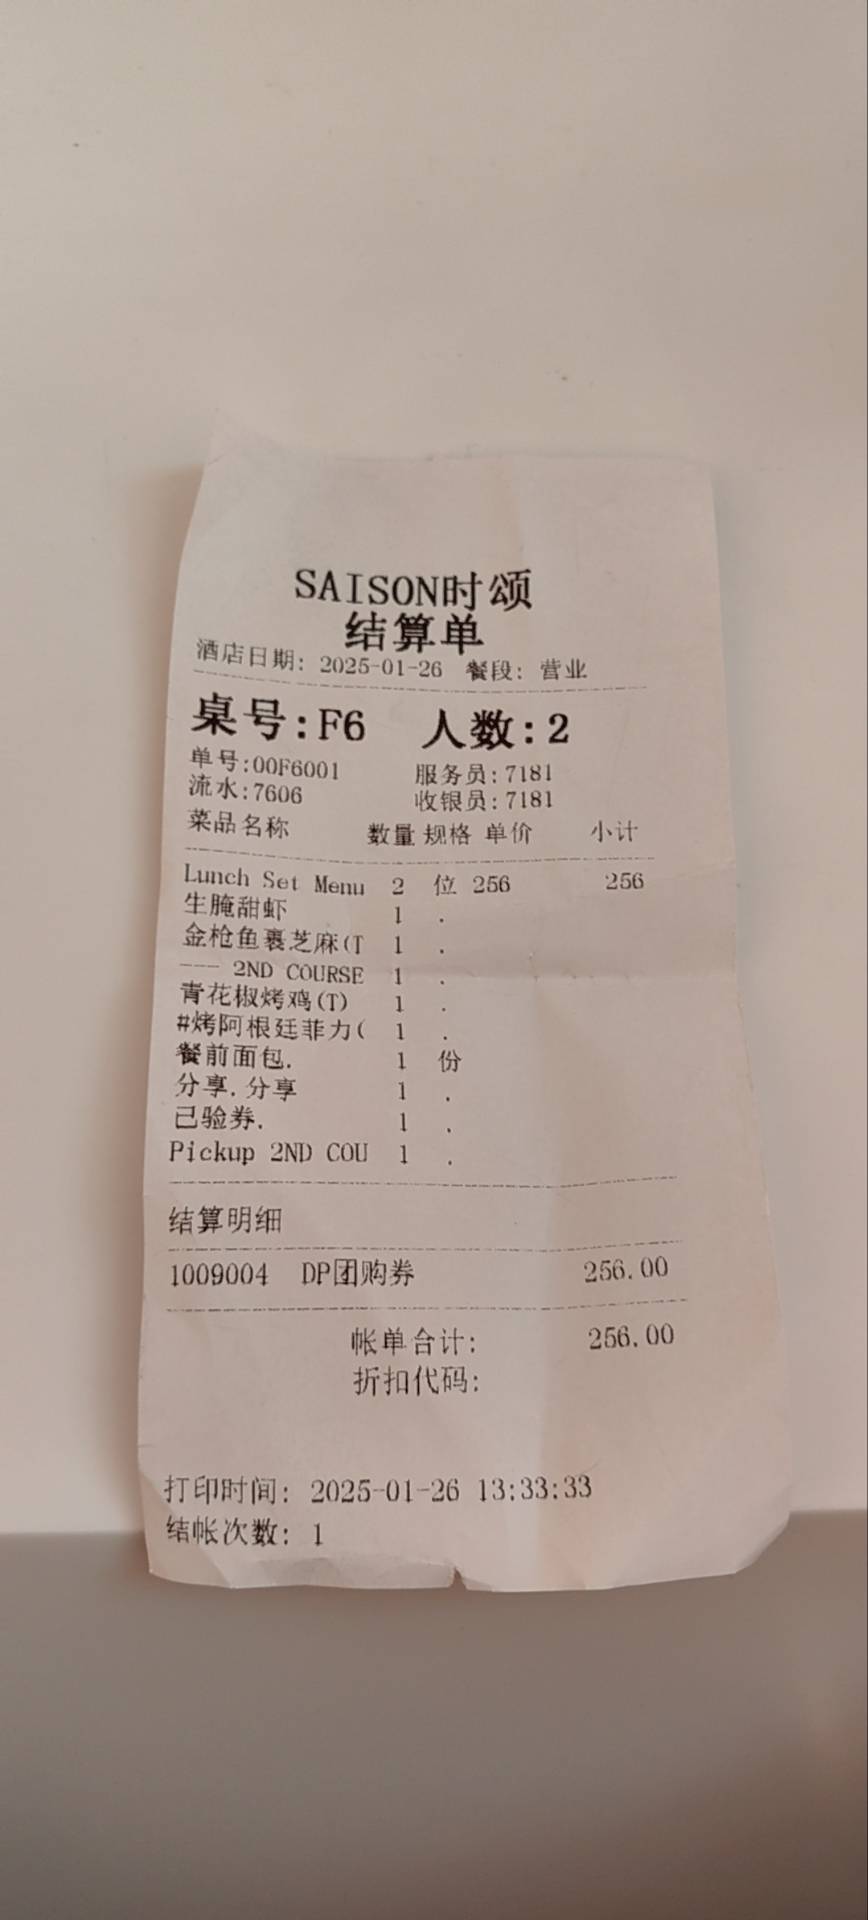 SAISON时颂
结算单
酒店日期: 2025-01-26 餐段: 营业
桌号:F6 人数:2
单号:00F6001 服务员:7181
流水:7606 收银员:7181
菜品名称 数量 规格 单价 小计
Lunch Set Menu 2 位 256 256
生腌甜虾 1 .
金枪鱼裹芝麻(T 1 .
--- 2ND COURSE 1 .
青花椒烤鸡(T) 1 .
#烤阿根廷菲力( 1 .
餐前面包. 1 份
分享.分享 1 .
已验券. 1 .
Pickup 2ND COU 1 .
结算明细
1009004 DP团购券 256.00
帐单合计: 256.00
折扣代码:
打印时间: 2025-01-26 13:33:33
结帐次数: 1